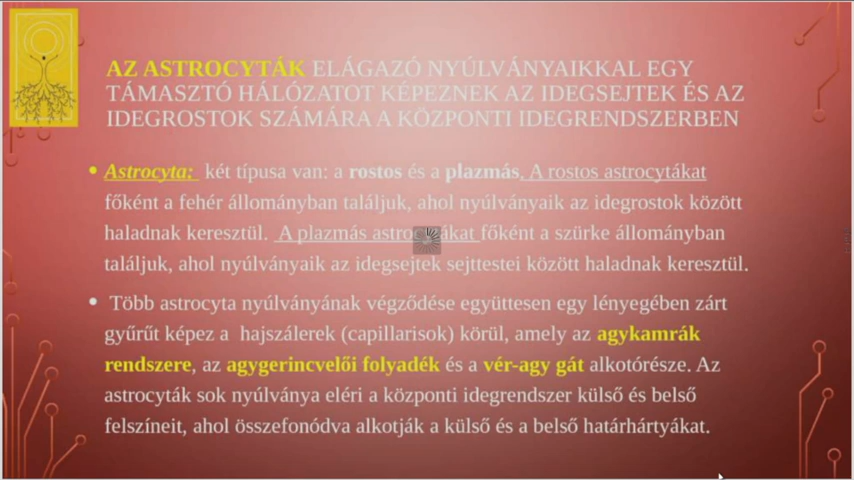 AZ ASTROCYTÁK ELÁGAZÓ NYÚLVÁNYAIKKAL EGY
TÁMASZTÓ HÁLÓZATOT KÉPEZNEK AZ IDEGSEJTEK ÉS AZ
IDEGROSTOK SZÁMÁRA A KÖZPONTI IDEGRENDSZERBEN
• Astrocyta: két típusa van: a rostos és a plazmás. A rostos astrocytákat
főként a fehér állományban találjuk, ahol nyúlványaik az idegrostok között
haladnak keresztül. A plazmás astrocytákat főként a szürke állományban
találjuk, ahol nyúlványaik az idegsejtek sejttestei között haladnak keresztül.
• Több astrocyta nyúlványának végződése együttesen egy lényegében zárt
gyűrűt képez a hajszálerek (capillarisok) körül, amely az agykamrák
rendszere, az agygerincvelői folyadék és a vér-agy gát alkotórésze. Az
astrocyták sok nyúlványa eléri a központi idegrendszer külső és belső
felszíneit, ahol összefonódva alkotják a külső és a belső határhártyákat.